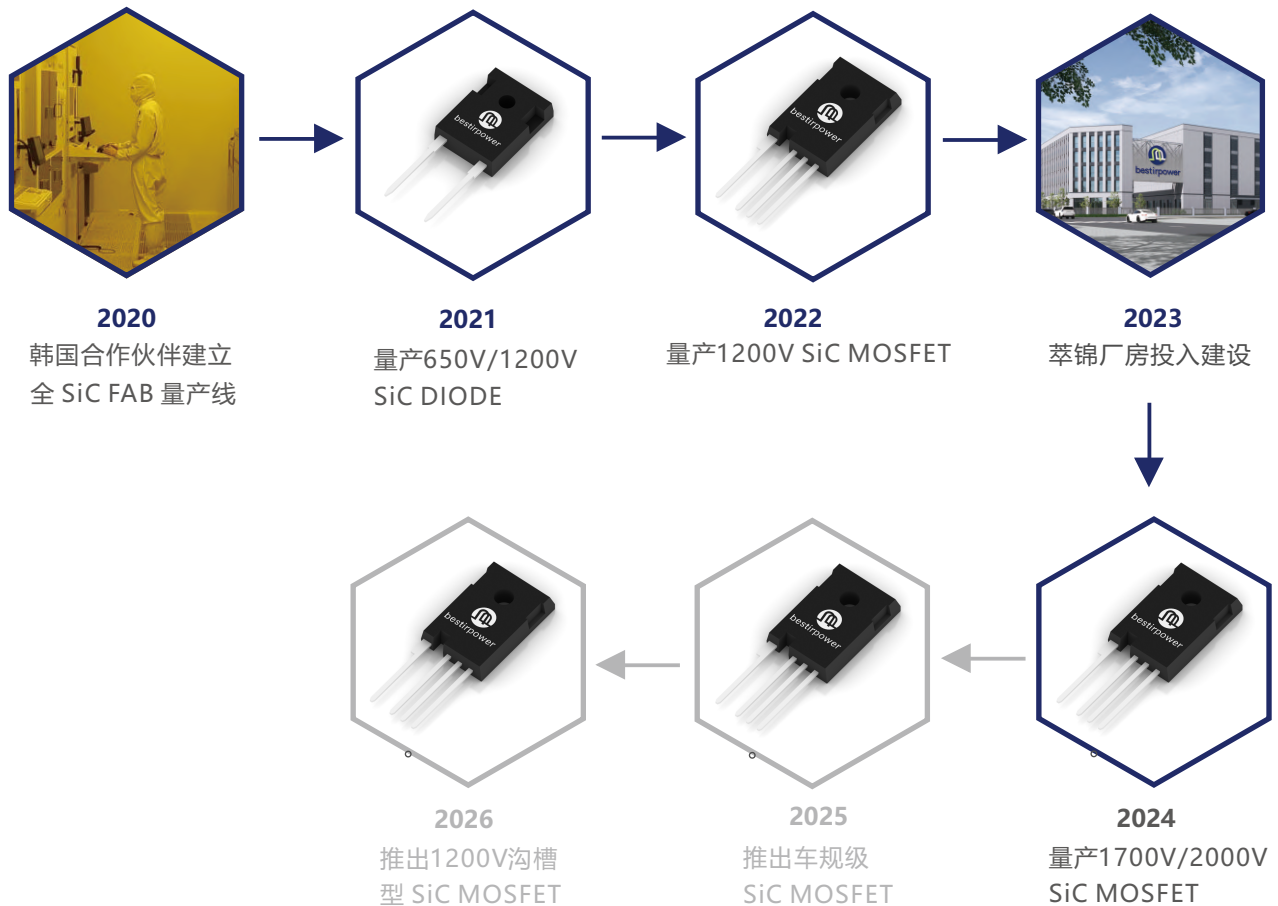 bestirpower
bestirpower
bestirpower
2020
韩国合作伙伴建立
全 SiC FAB 量产线
2021
量产650V/1200V
SiC DIODE
2022
量产1200V SiC MOSFET
2023
萃锦厂房投入建设
bestirpower
bestirpower
bestirpower
2026
推出1200V沟槽
型 SiC MOSFET
2025
推出车规级
SiC MOSFET
2024
量产1700V/2000V
SiC MOSFET